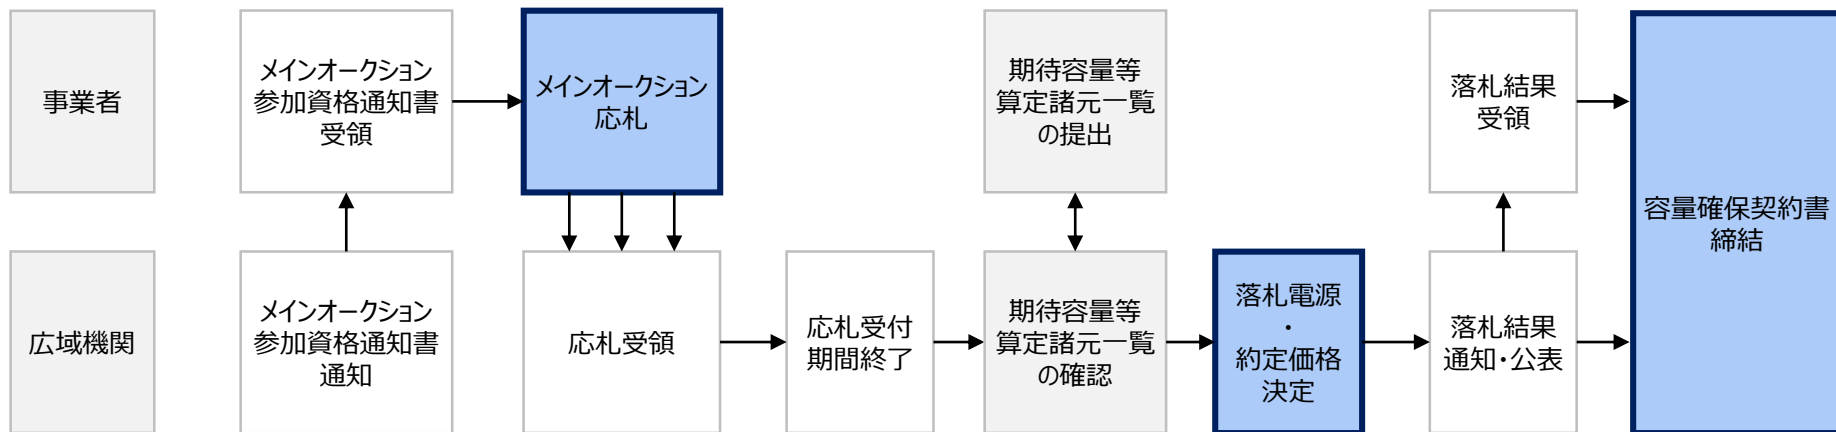 事業者
メインオークション
参加資格通知書
受領
メインオークション
応札
期待容量等
算定諸元一覧
の提出
落札結果
受領
容量確保契約書
締結
広域機関
メインオークション
参加資格通知書
通知
応札受領
応札受付
期間終了
期待容量等
算定諸元一覧
の確認
落札電源
・
約定価格
決定
落札結果
通知・公表